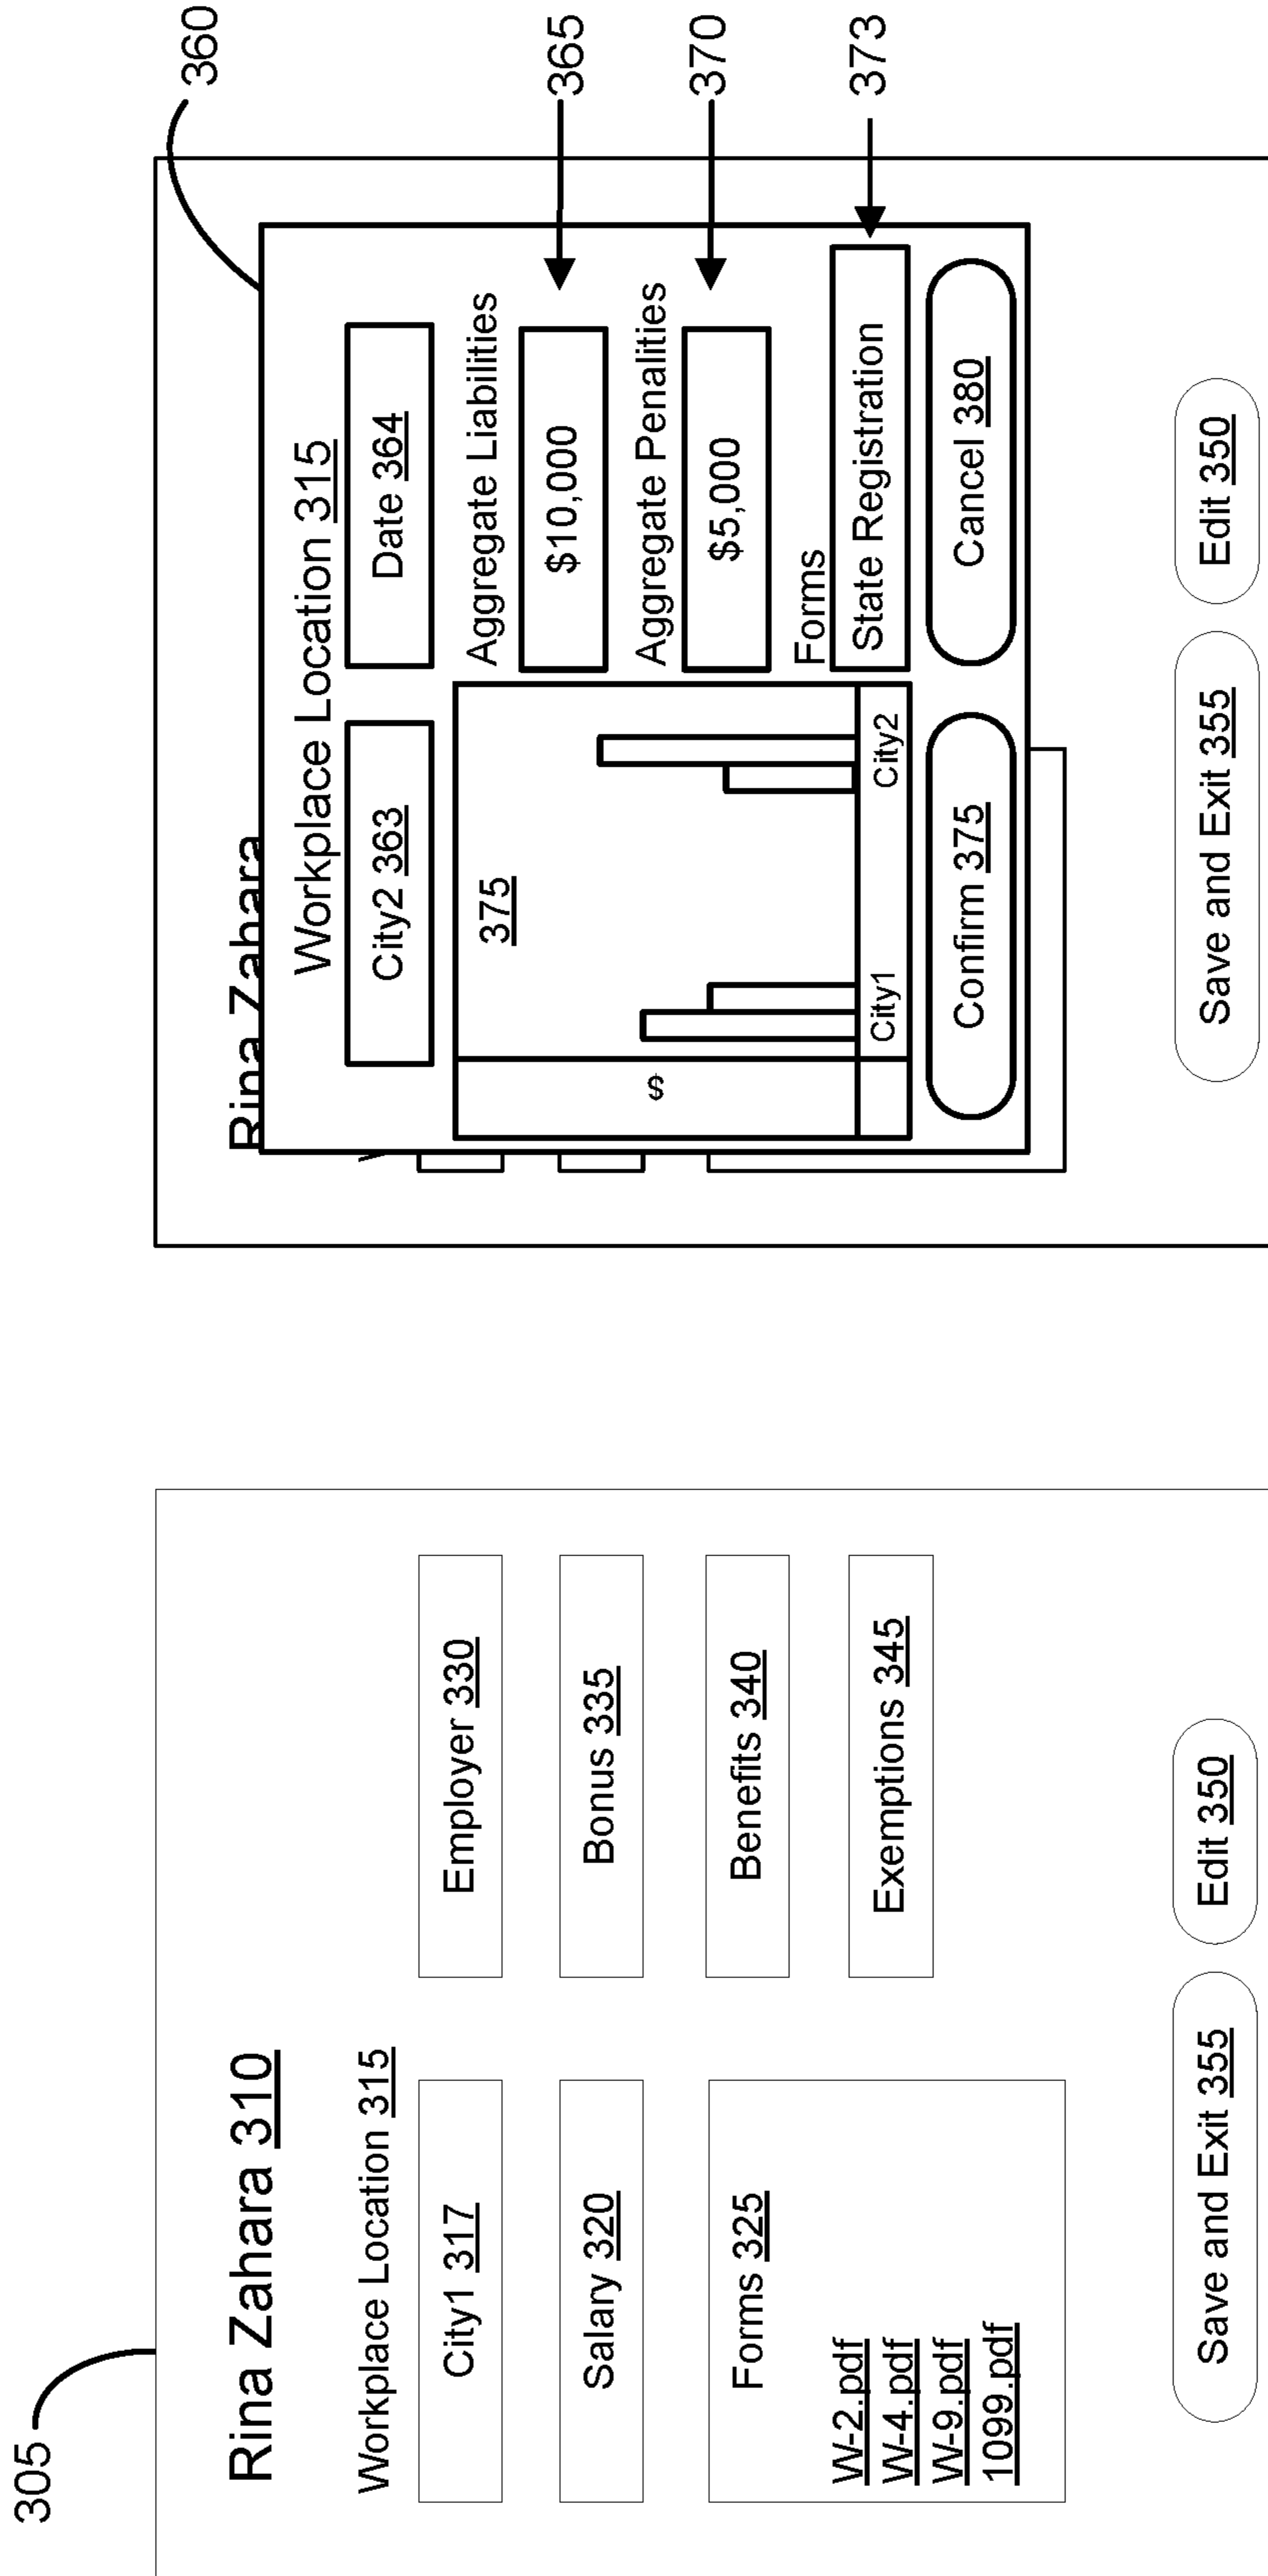 305
Rina Zahara 310
Workplace Location 315
City1 317
Employer 330
Salary 320
Bonus 335
Forms 325
Benefits 340
W-2.pdf
W-4.pdf
W-9.pdf
1099.pdf
Exemptions 345
Save and Exit 355
Edit 350
360
Rina Zahara
Workplace Location 315
City2 363
Date 364
375
$
City1
City2
Aggregate Liabilities
$10,000
365
Aggregate Penalities
$5,000
370
Forms
State Registration
373
Confirm 375
Cancel 380
Save and Exit 355
Edit 350